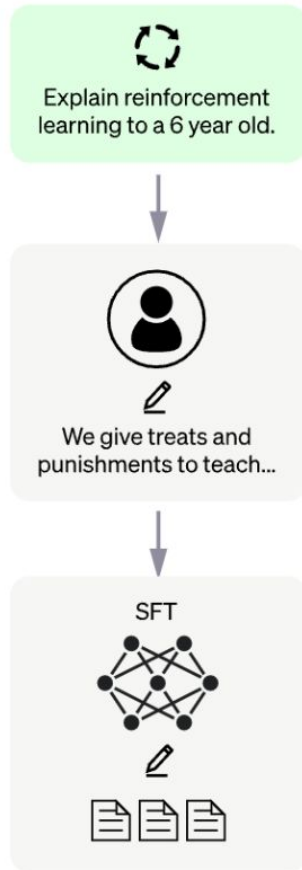 Explain reinforcement
learning to a 6 year old.
We give treats and
punishments to teach...
SFT